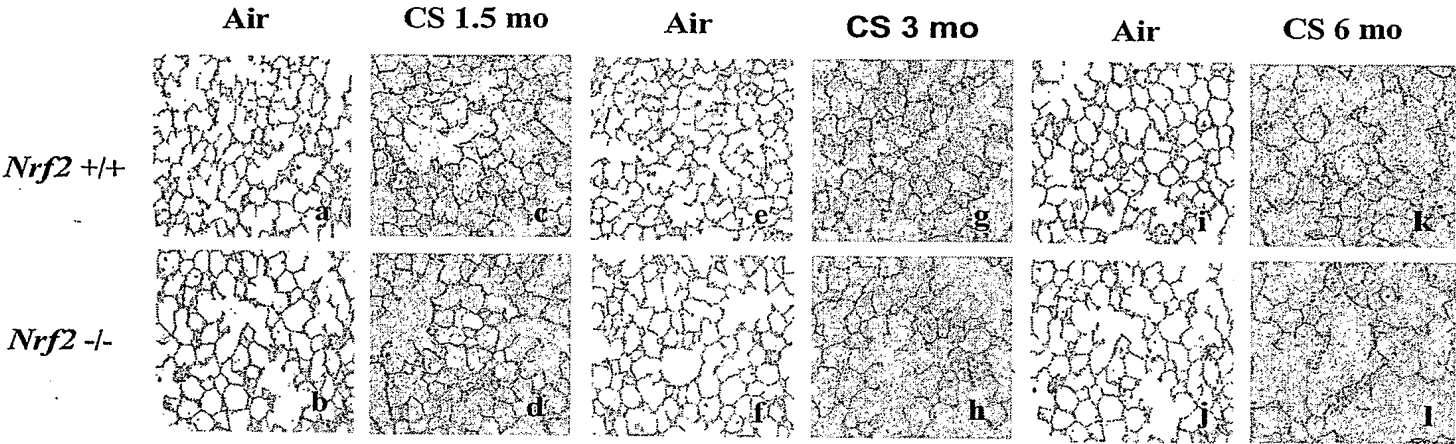 Air CS 1.5 mo Air CS 3 mo Air CS 6 mo
Nrf2 +/+
a c e g i k
Nrf2 -/-
b d f h j l